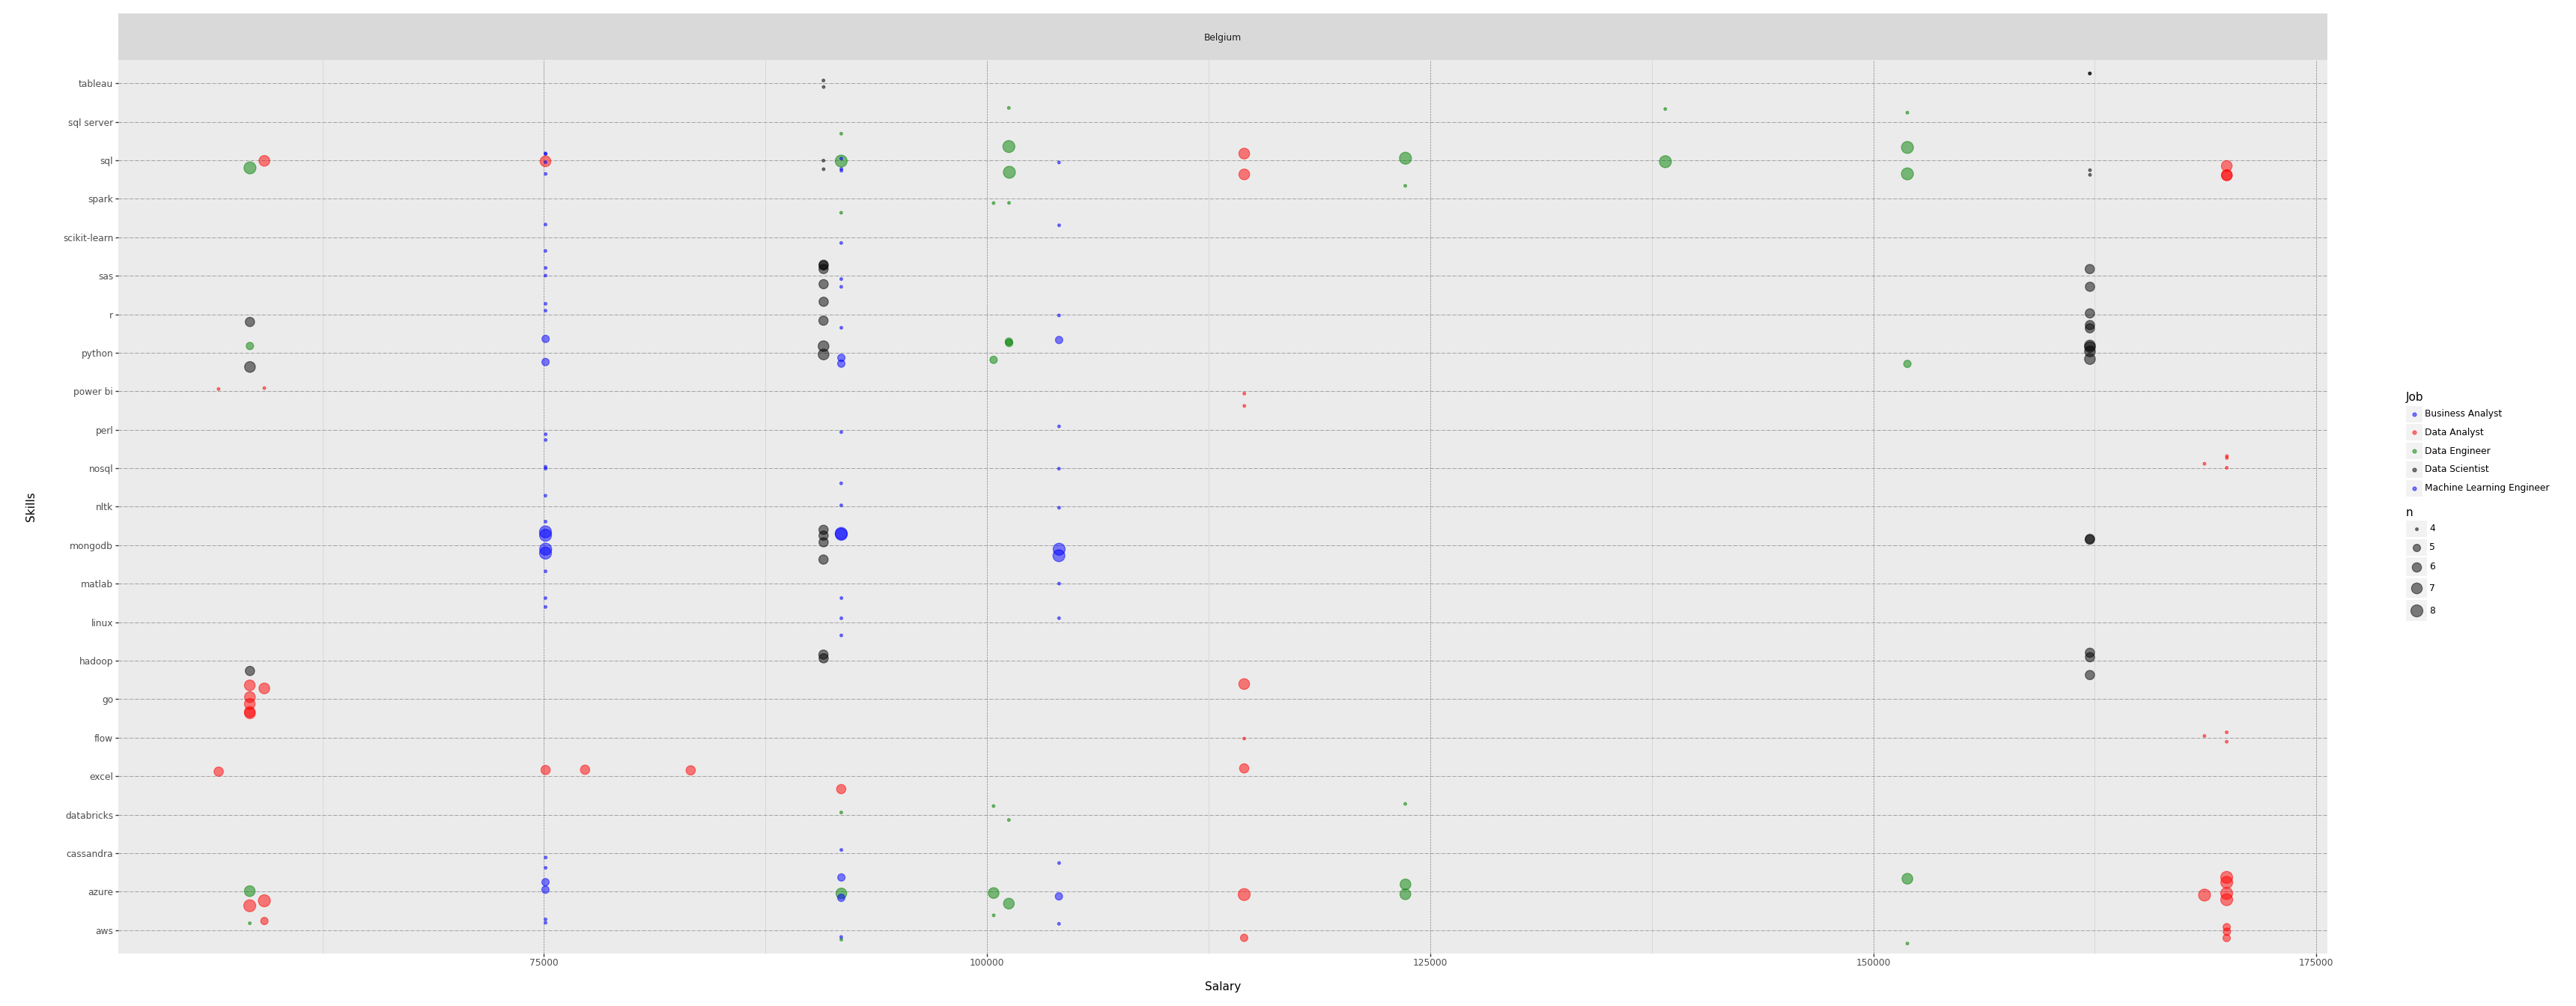 Belgium
Skills
tableau
sql server
sql
spark
scikit-learn
sas
r
python
power bi
perl
nosql
nltk
mongodb
matlab
linux
hadoop
go
flow
excel
databricks
cassandra
azure
aws
75000
100000
125000
150000
175000
Salary
Job
Business Analyst
Data Analyst
Data Engineer
Data Scientist
Machine Learning Engineer
n
4
5
6
7
8